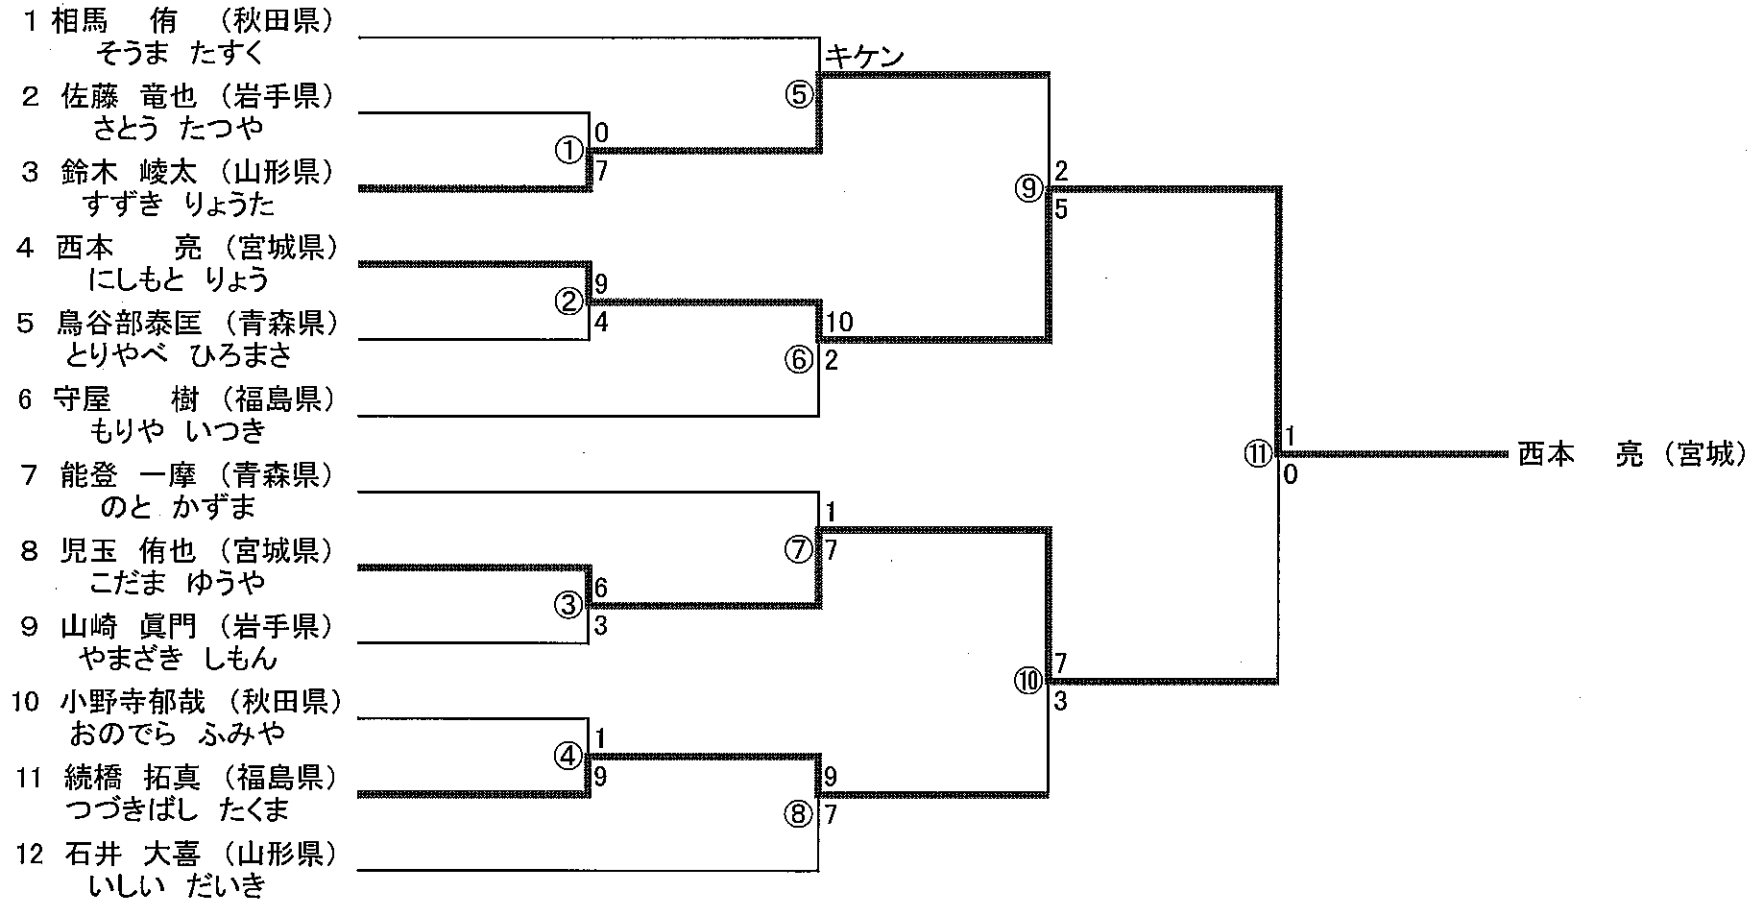 1 相馬　侑 （秋田県）
そうま たすく
キケン
2 佐藤 竜也 （岩手県）
⑤
さとう たつや
0
①
7
3 鈴木 崚太 （山形県）
すずき りょうた
2
⑨
5
4 西本　亮 （宮城県）
にしもと りょう
9
②
4
5 鳥谷部泰匡 （青森県）
とりやべ ひろまさ
10
⑥
2
6 守屋　樹 （福島県）
もりや いつき
1
⑪
0
西本　亮（宮城）
7 能登 一摩 （青森県）
のと かずま
1
⑦
7
8 児玉 侑也 （宮城県）
こだま ゆうや
6
③
3
9 山崎 眞門 （岩手県）
やまざき しもん
7
⑩
3
10 小野寺郁哉 （秋田県）
おのでら ふみや
1
④
9
11 続橋 拓真 （福島県）
つづきばし たくま
9
⑧
7
12 石井 大喜 （山形県）
いしい だいき